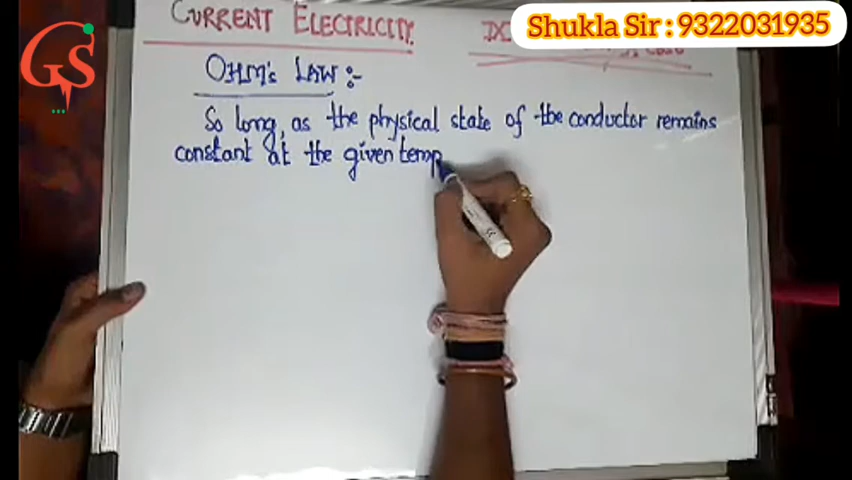 Shukla Sir : 9322031935
CURRENT ELECTRICITY
GS
OHM's LAW :-
So long, as the physical state of the conductor remains
constant at the given temp